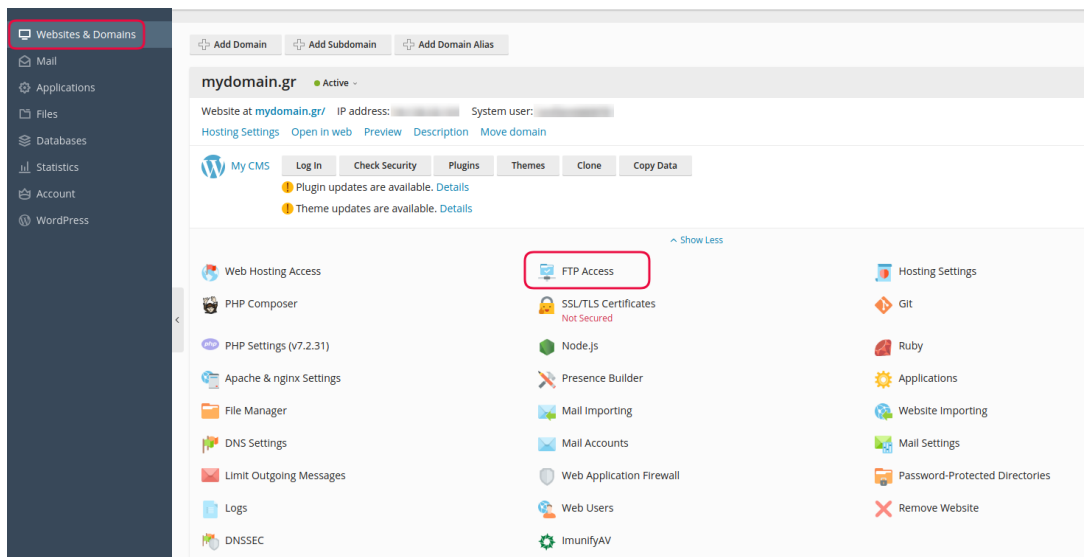 Websites & Domains
Mail
Applications
Files
Databases
Statistics
Account
WordPress
Add Domain Add Subdomain Add Domain Alias
mydomain.gr Active
Website at mydomain.gr/ IP address: System user:
Hosting Settings Open in web Preview Description Move domain
My CMS Log In Check Security Plugins Themes Clone Copy Data
Plugin updates are available. Details
Theme updates are available. Details
Show Less
Web Hosting Access FTP Access Hosting Settings
PHP Composer SSL/TLS Certificates Git
Not Secured
PHP Settings (v7.2.31) Node.js Ruby
Apache & nginx Settings Presence Builder Applications
File Manager Mail Importing Website Importing
DNS Settings Mail Accounts Mail Settings
Limit Outgoing Messages Web Application Firewall Password-Protected Directories
Logs Web Users Remove Website
DNSSEC ImunifyAV